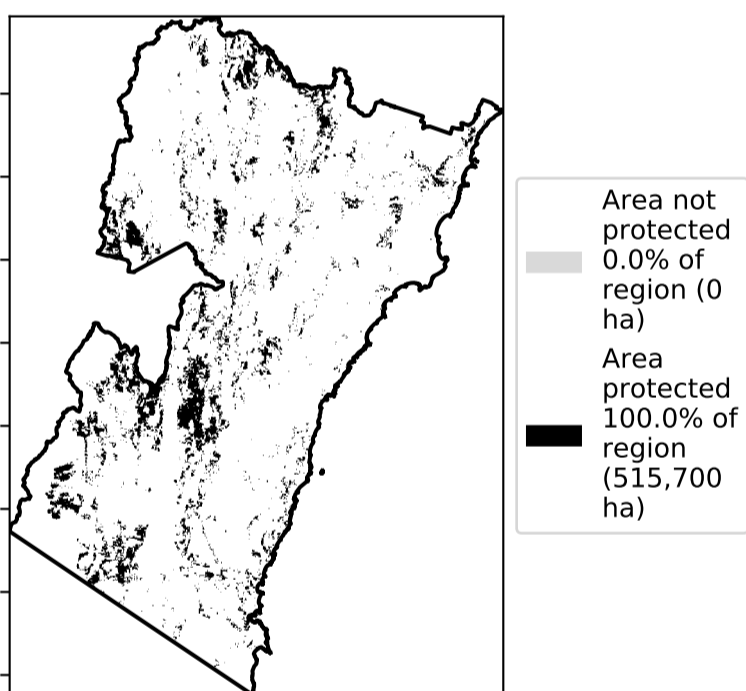 Area not
protected
0.0% of
region (0
ha)
Area
protected
100.0% of
region
(515,700
ha)